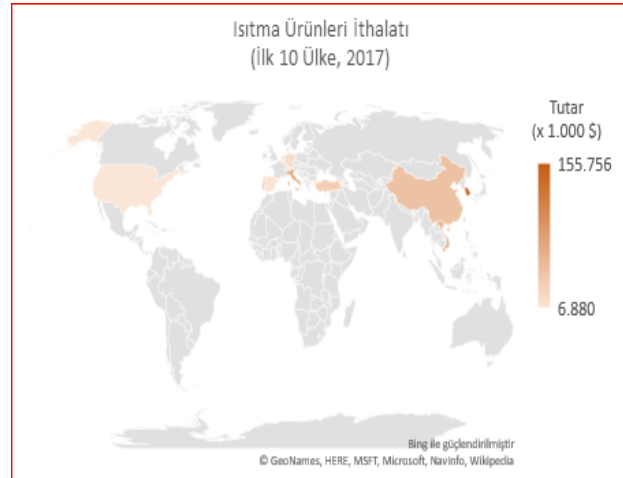 Isıtma Ürünleri İthalatı
(İlk 10 Ülke, 2017)
Tutar
(x 1.000 $)
155.756
6.880
Bing ile güçlendirilmiştir
© GeoNames, HERE, MSFT, Microsoft, NavInfo, Wikipedia